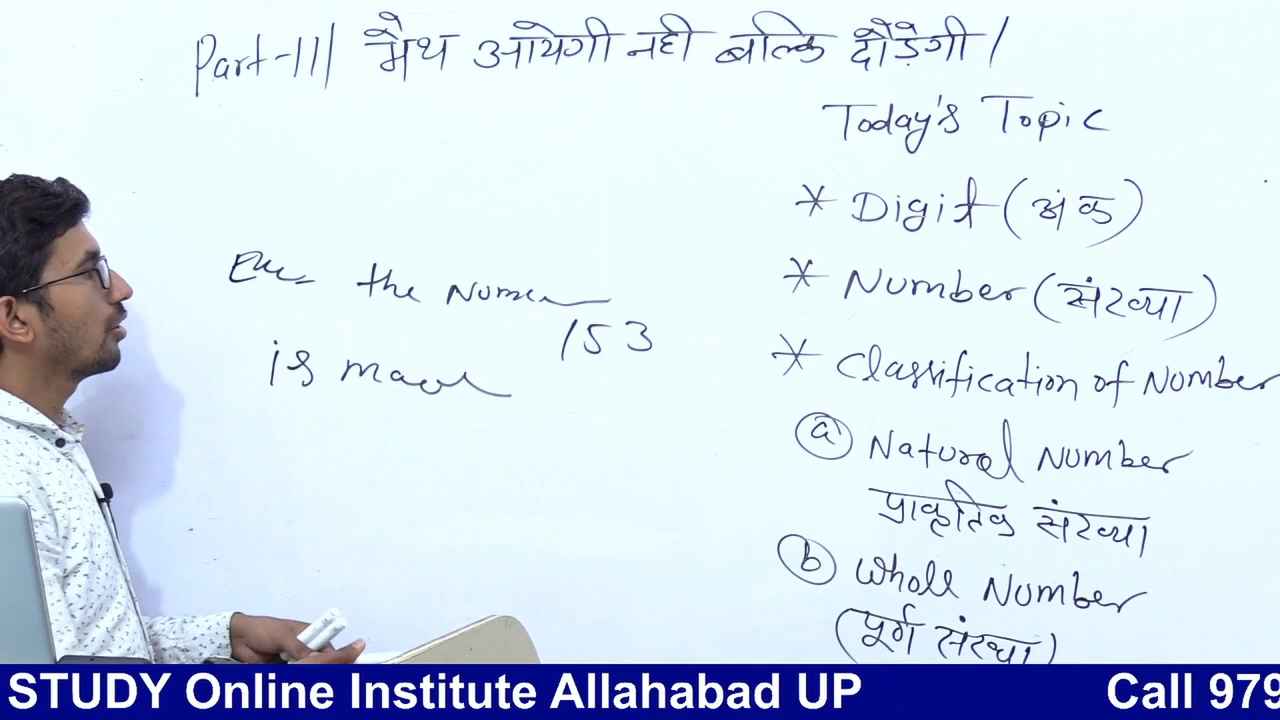 Part-III मैथ आयेगी नही बल्कि दौड़ेगी।
Today's Topic
* Digit (अंक)
* Number (संख्या)
* Classification of Number
(a) Natural Number
प्राकृतिक संख्या
(b) Whole Number
(पूर्ण संख्या)
the
153
is
STUDY Online Institute Allahabad UP Call 979